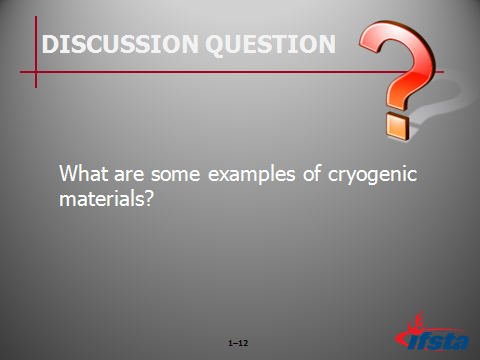 DISCUSSION QUESTION
What are some examples of cryogenic
materials?
1–12
ifsta